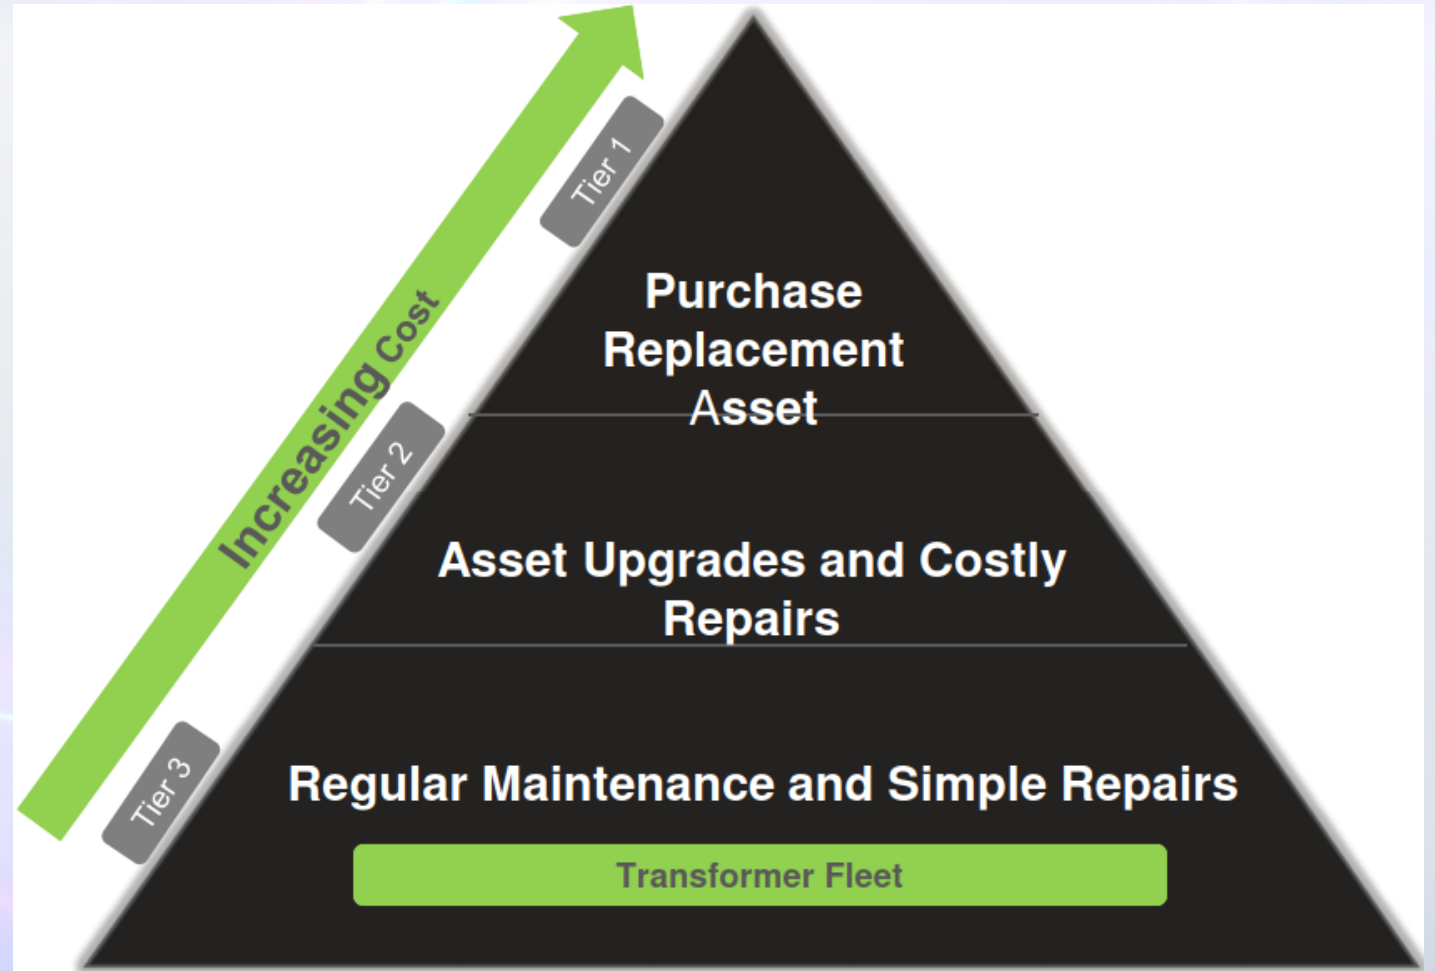 Increasing Cost
Tier 1
Purchase
Replacement
Asset
Tier 2
Asset Upgrades and Costly
Repairs
Tier 3
Regular Maintenance and Simple Repairs
Transformer Fleet